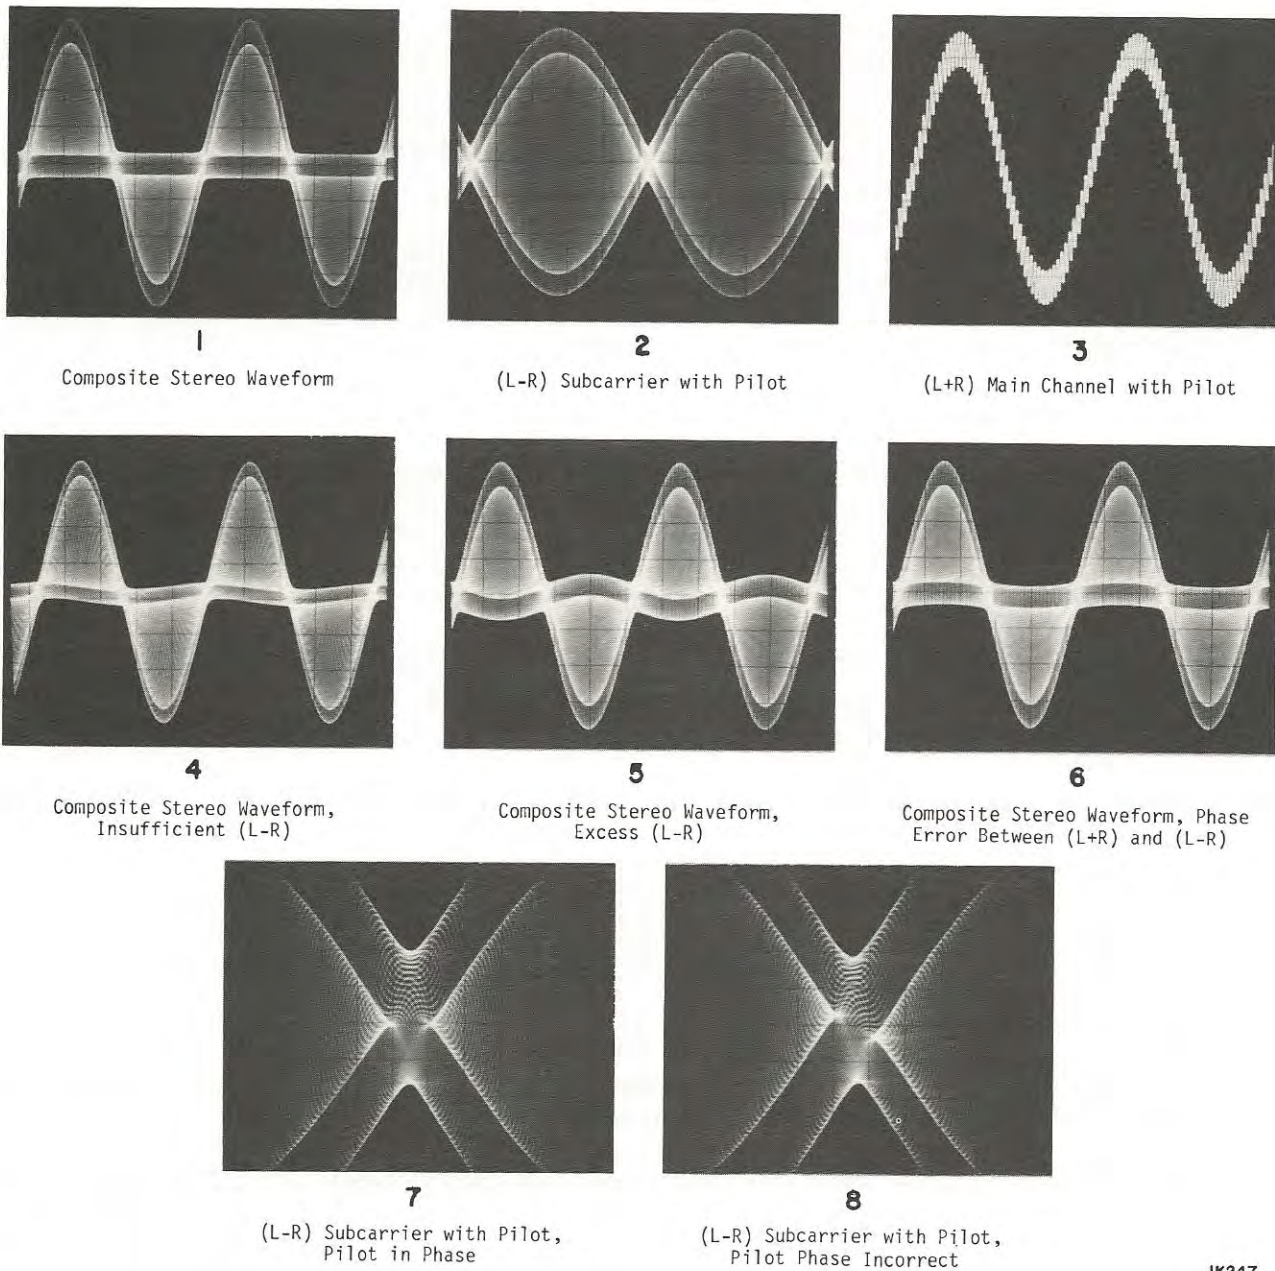 1
Composite Stereo Waveform
2
(L-R) Subcarrier with Pilot
3
(L+R) Main Channel with Pilot
4
Composite Stereo Waveform,
Insufficient (L-R)
5
Composite Stereo Waveform,
Excess (L-R)
6
Composite Stereo Waveform, Phase
Error Between (L+R) and (L-R)
7
(L-R) Subcarrier with Pilot,
Pilot in Phase
8
(L-R) Subcarrier with Pilot,
Pilot Phase Incorrect